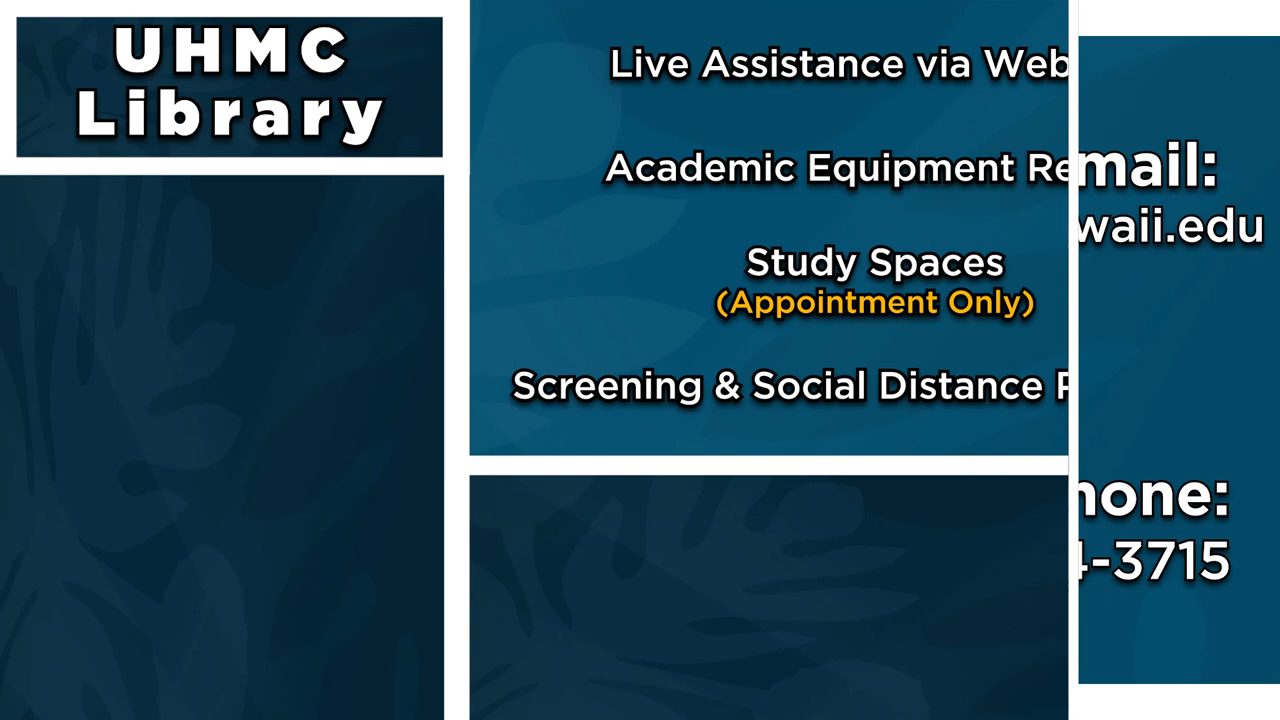 UHMC
Library
Live Assistance via Web
Academic Equipment Re
Study Spaces
(Appointment Only)
Screening & Social Distance
mail:
waii.edu
hone:
4-3715